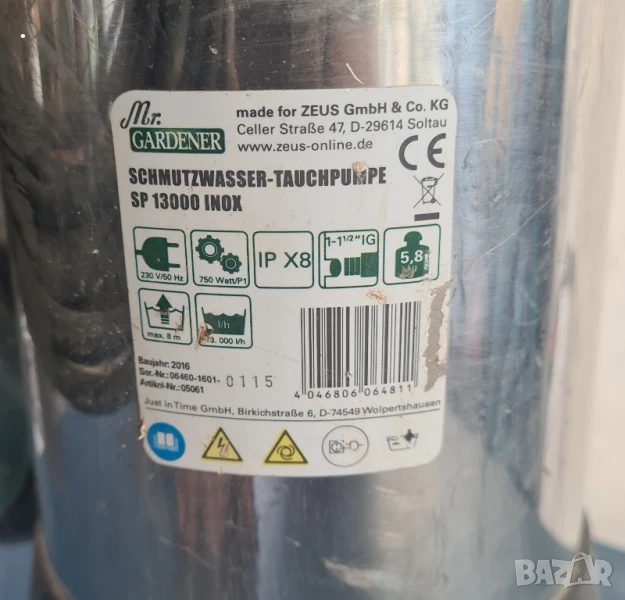 Mr.
GARDENER
made for ZEUS GmbH & Co. KG
Celler Straße 47, D-29614 Soltau
www.zeus-online.de
CE
SCHMUTZWASSER-TAUCHPUMPE
SP 13000 INOX
230 V/50 Hz
750 Watt/P1
IP X8
1-1 1/2" IG
5,8
kg
max. 8 m
l/h
3.000 l/h
Baujahr: 2016
Ser.-Nr.: 06460-1601- 0115
Artikel-Nr.: 05061
4 046806 064811
Just in Time GmbH, Birkichstraße 6, D-74549 Wolpertshausen
BAZAR